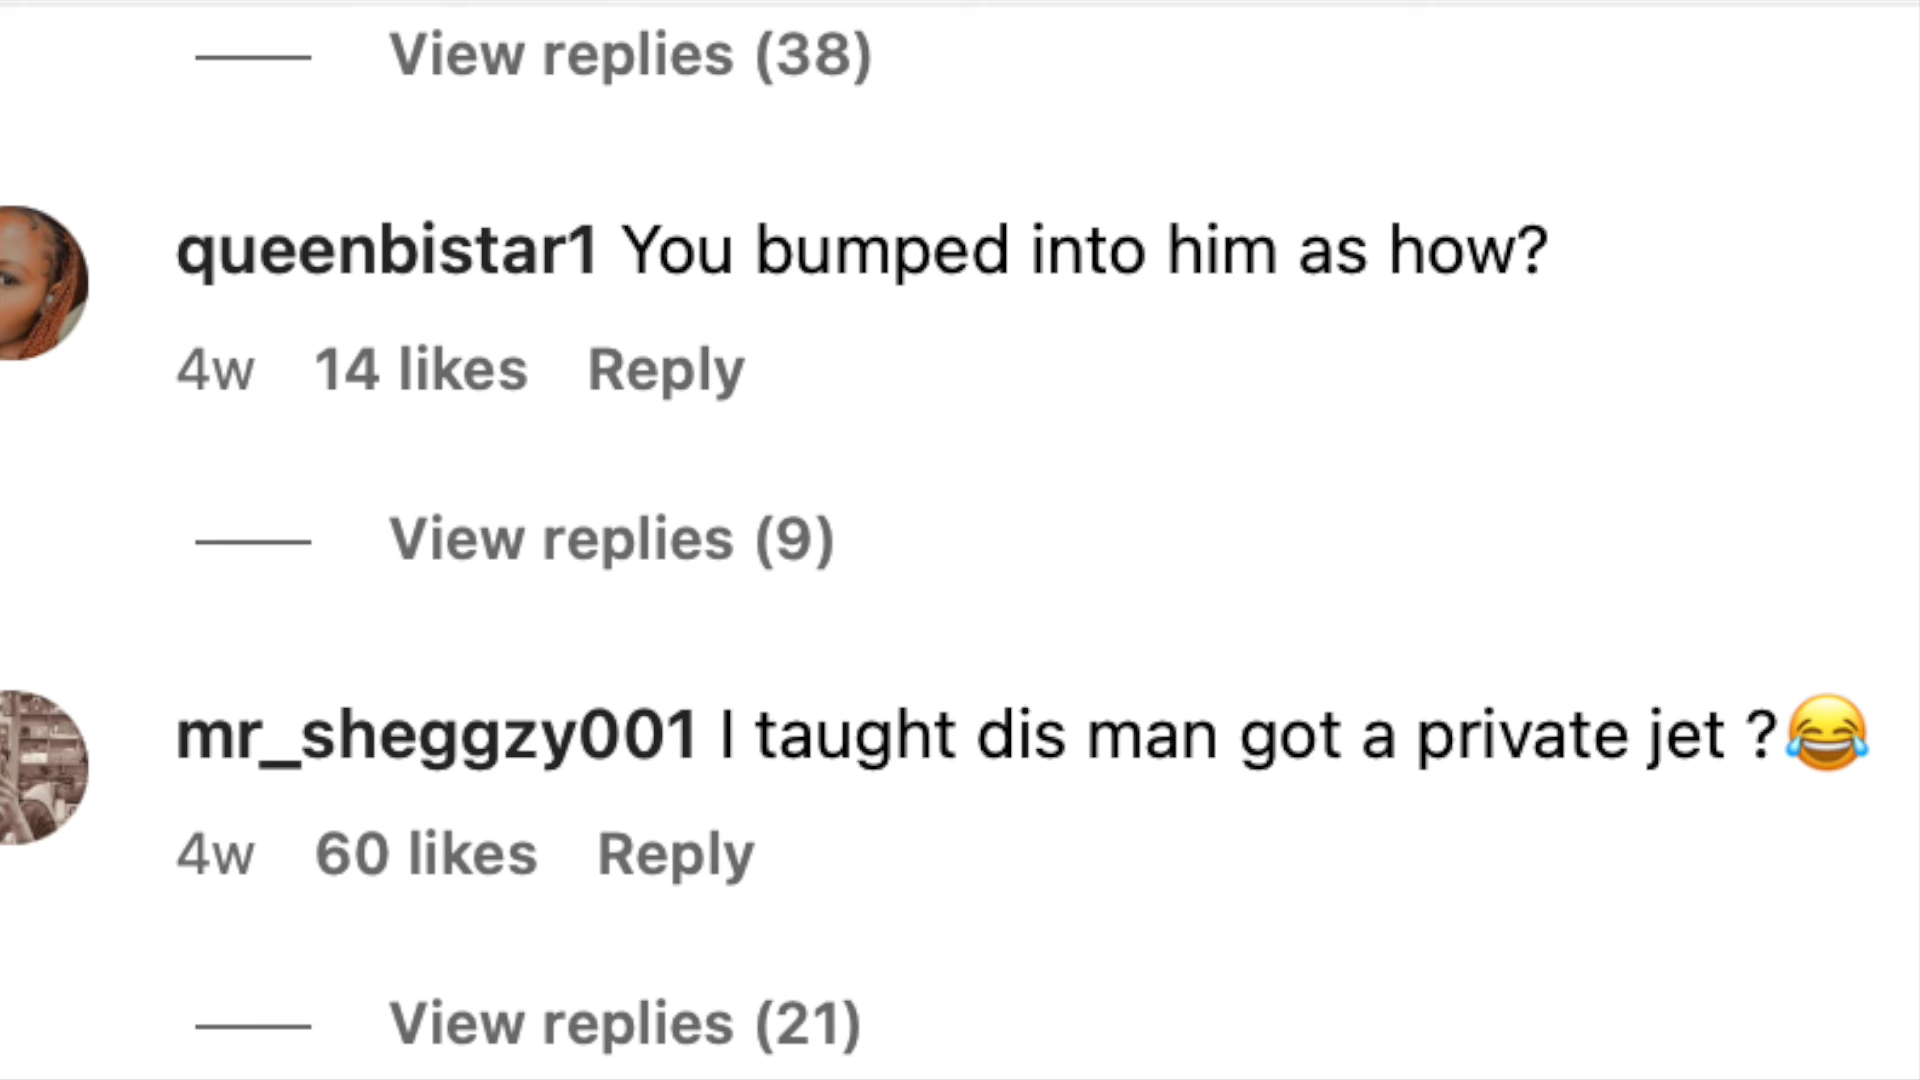 View replies (38)
queenbistar1 You bumped into him as how?
4w 14 likes Reply
View replies (9)
mr_sheggzy001 I taught dis man got a private jet ?😂
4w 60 likes Reply
View replies (21)